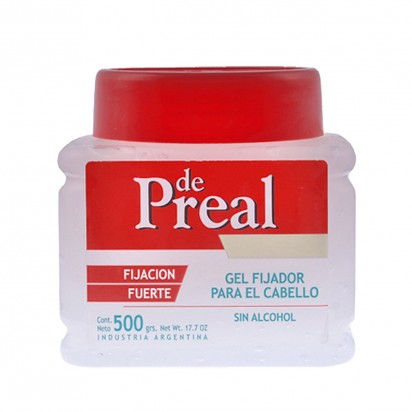 de
Preal
FIJACION
FUERTE
GEL FIJADOR
PARA EL CABELLO
SIN ALCOHOL
Cont.
Neto 500 grs. Net Wt. 17.7 OZ
INDUSTRIA ARGENTINA